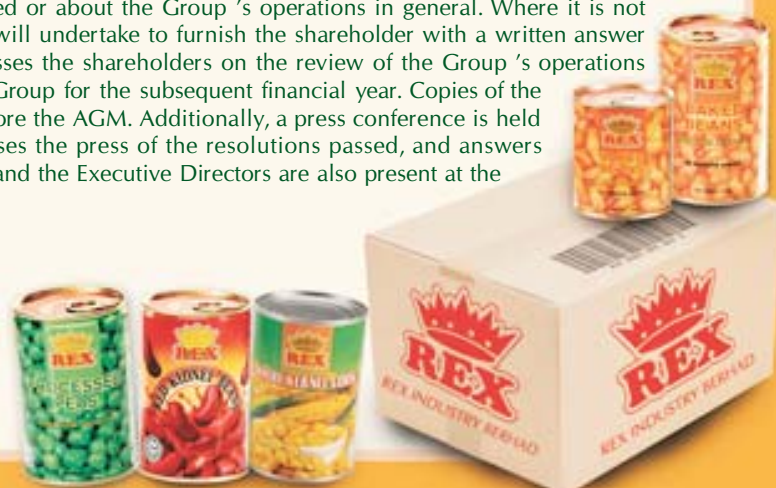 ed or about the Group 's operations in general. Where it is not
will undertake to furnish the shareholder with a written answer
sses the shareholders on the review of the Group 's operations
Group for the subsequent financial year. Copies of the
ore the AGM. Additionally, a press conference is held
ses the press of the resolutions passed, and answers
and the Executive Directors are also present at the
REX
BAKED
BEANS
REX
REX
PROCESSED
PEAS
REX
RED KIDNEY BEANS
REX
REX
REX INDUSTRY BERHAD
REX
REX INDUSTRY BERHAD